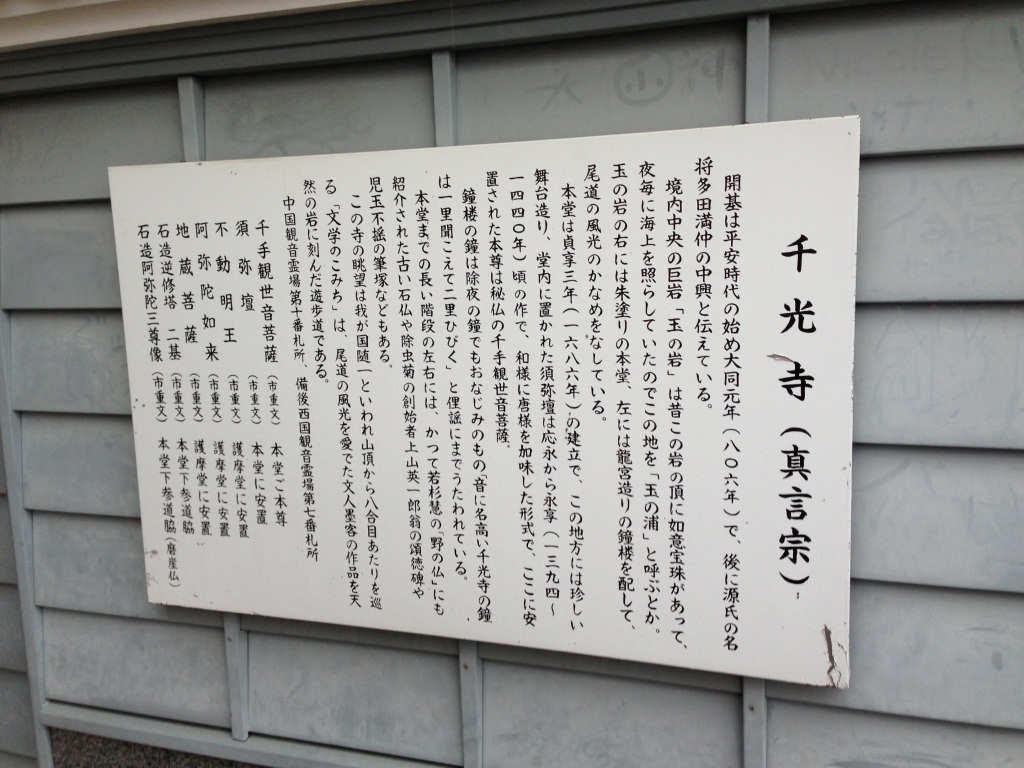 千光寺（真言宗）
開基は平安時代の始め大同元年（八〇六年）で、後に源氏の名
将多田満仲の中興と伝えている。
境内中央の巨岩「玉の岩」は昔この岩の頂に如意宝珠があって、
夜毎に海上を照らしていたのでこの地を「玉の浦」と呼ぶとか。
玉の岩の右には朱塗りの本堂、左には龍宮造りの鐘楼を配して、
尾道の風光のかなめをなしている。
本堂は貞享三年（一六八六年）の建立で、この地方には珍しい
舞台造り、堂内に置かれた須弥壇は応永から永享（一三九四〜
一四四〇年）頃の作で、和様に唐様を加味した形式で、ここに安
置された本尊は秘仏の千手観世音菩薩。
鐘楼の鐘は除夜の鐘でもおなじみのもの「音に名高い千光寺の鐘
は一里聞こえて二里ひびく」と俚謡にまでうたわれている。
本堂までの長い階段の左右には、かつて若杉慧の「野の仏」にも
紹介された古い石仏や除虫菊の創始者上山英一郎翁の頌徳碑や
児玉不搖の筆塚などもある。
この寺の眺望は我が国随一といわれ山頂から八合目あたりを巡
る「文学のこみち」は、尾道の風光を愛でた文人墨客の作品を天
然の岩に刻んだ遊歩道である。
中国観音霊場第十番札所、備後西国観音霊場第七番札所
千手観世音菩薩（市重文）本堂ご本尊
須弥壇（市重文）本堂に安置
不動明王（市重文）護摩堂に安置
阿弥陀如来（市重文）護摩堂に安置
地蔵菩薩（市重文）護摩堂に安置
石造逆修塔 二基（市重文）本堂下参道脇
石造阿弥陀三尊像（市重文）本堂下参道脇（磨崖仏）